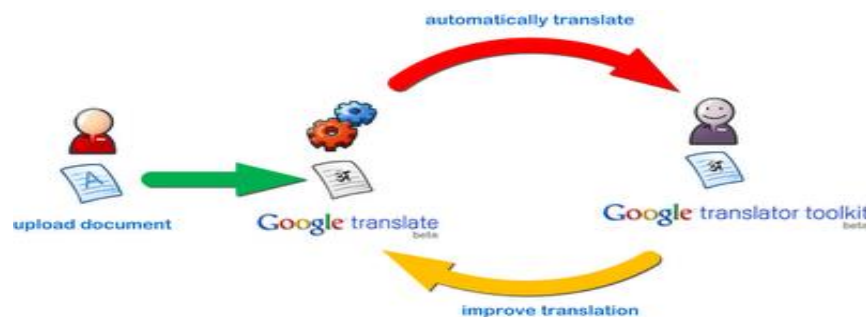 automatically translate
A
अ
अ
upload document
Google translate
beta
Google translator toolkit
beta
improve translation